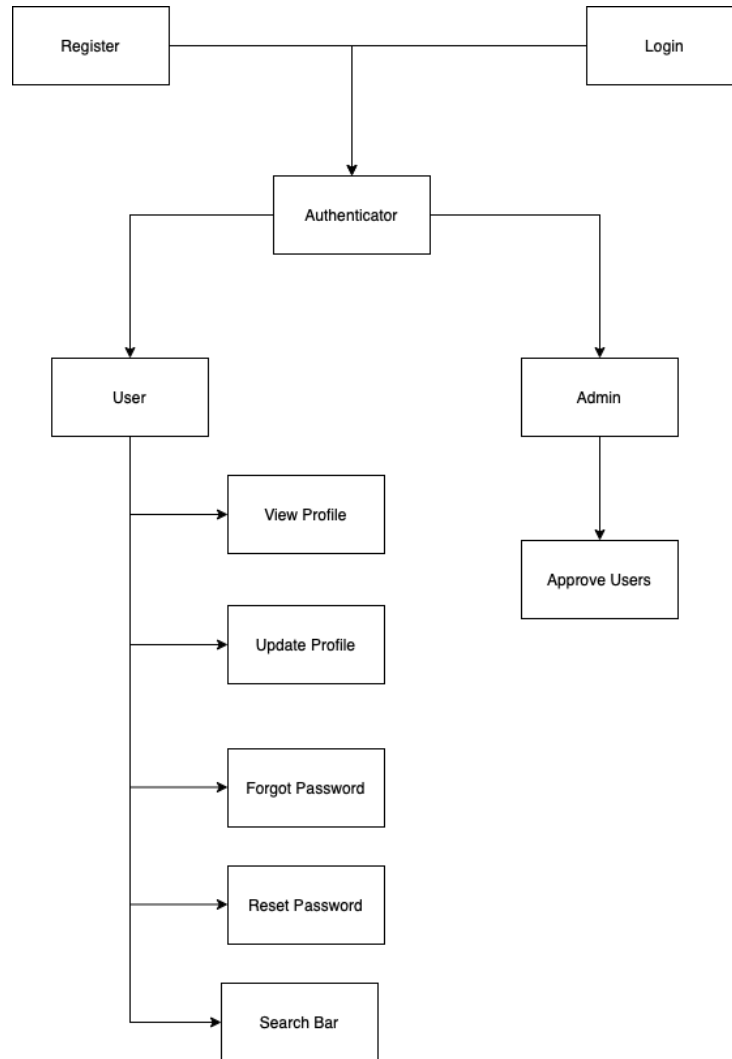 Register
Login
Authenticator
User
Admin
View Profile
Approve Users
Update Profile
Forgot Password
Reset Password
Search Bar